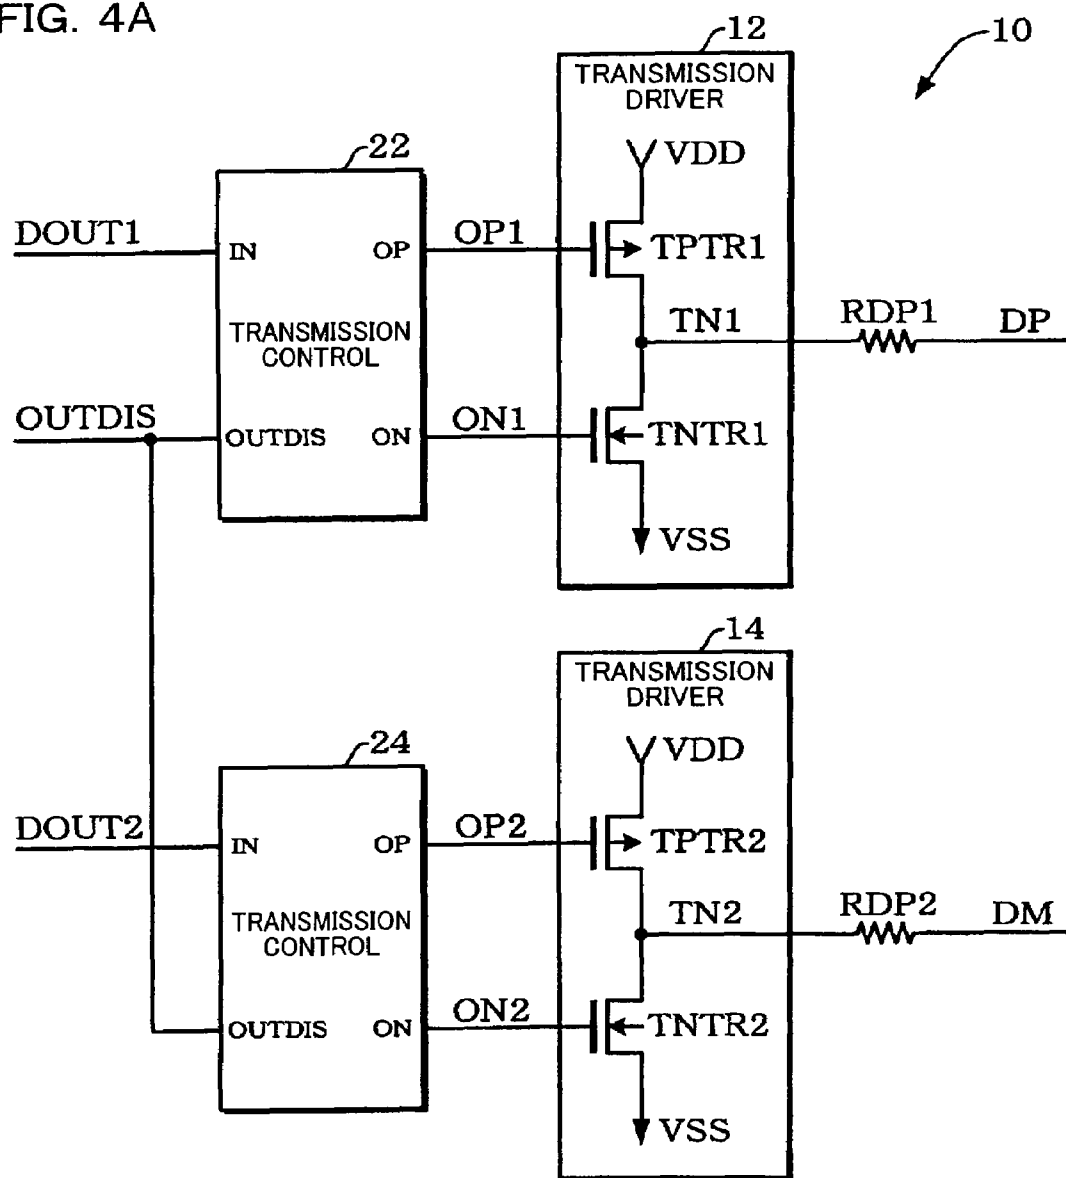 FIG. 4A
10
12
TRANSMISSION
DRIVER
VDD
22
DOUT1
IN
OP
OP1
TPTR1
TRANSMISSION
CONTROL
TN1
RDP1
DP
OUTDIS
OUTDIS
ON
ON1
TNTR1
VSS
14
TRANSMISSION
DRIVER
VDD
24
DOUT2
IN
OP
OP2
TPTR2
TRANSMISSION
CONTROL
TN2
RDP2
DM
OUTDIS
ON
ON2
TNTR2
VSS